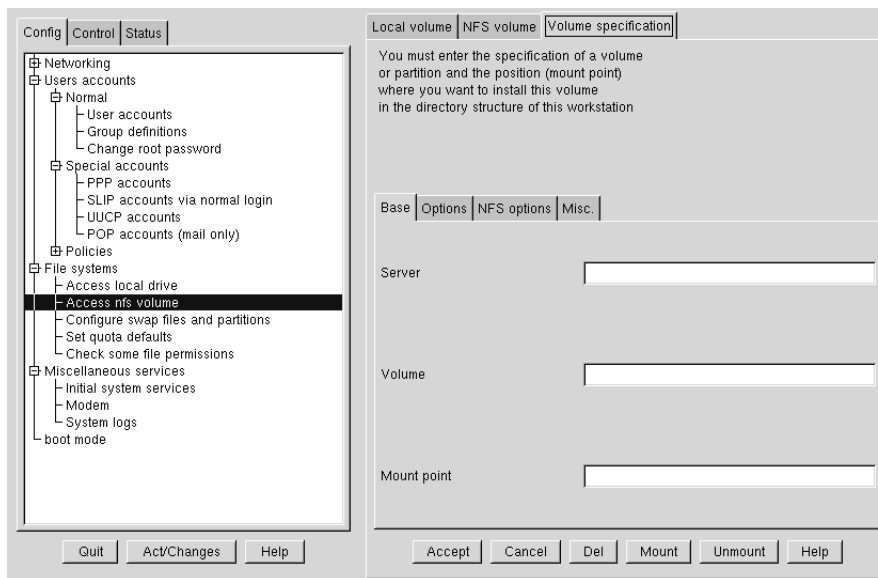 Config Control Status
Networking
Users accounts
Normal
User accounts
Group definitions
Change root password
Special accounts
PPP accounts
SLIP accounts via normal login
UUCP accounts
POP accounts (mail only)
Policies
File systems
Access local drive
Access nfs volume
Configure swap files and partitions
Set quota defaults
Check some file permissions
Miscellaneous services
Initial system services
Modem
System logs
boot mode
Quit Act/Changes Help
Local volume NFS volume Volume specification
You must enter the specification of a volume
or partition and the position (mount point)
where you want to install this volume
in the directory structure of this workstation
Base Options NFS options Misc.
Server
Volume
Mount point
Accept Cancel Del Mount Unmount Help